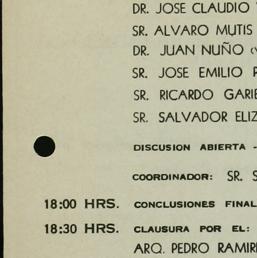 DR. JOSE CLAUDIO
SR. ALVARO MUTIS
DR. JUAN NUÑO
SR. JOSE EMILIO
SR. RICARDO
SR. SALVADOR
DISCUSION ABIERTA -
COORDINADOR: SR.
18:00 HRS. CONCLUSIONES
18:30 HRS. CLAUSURA POR EL:
ARQ. PEDRO